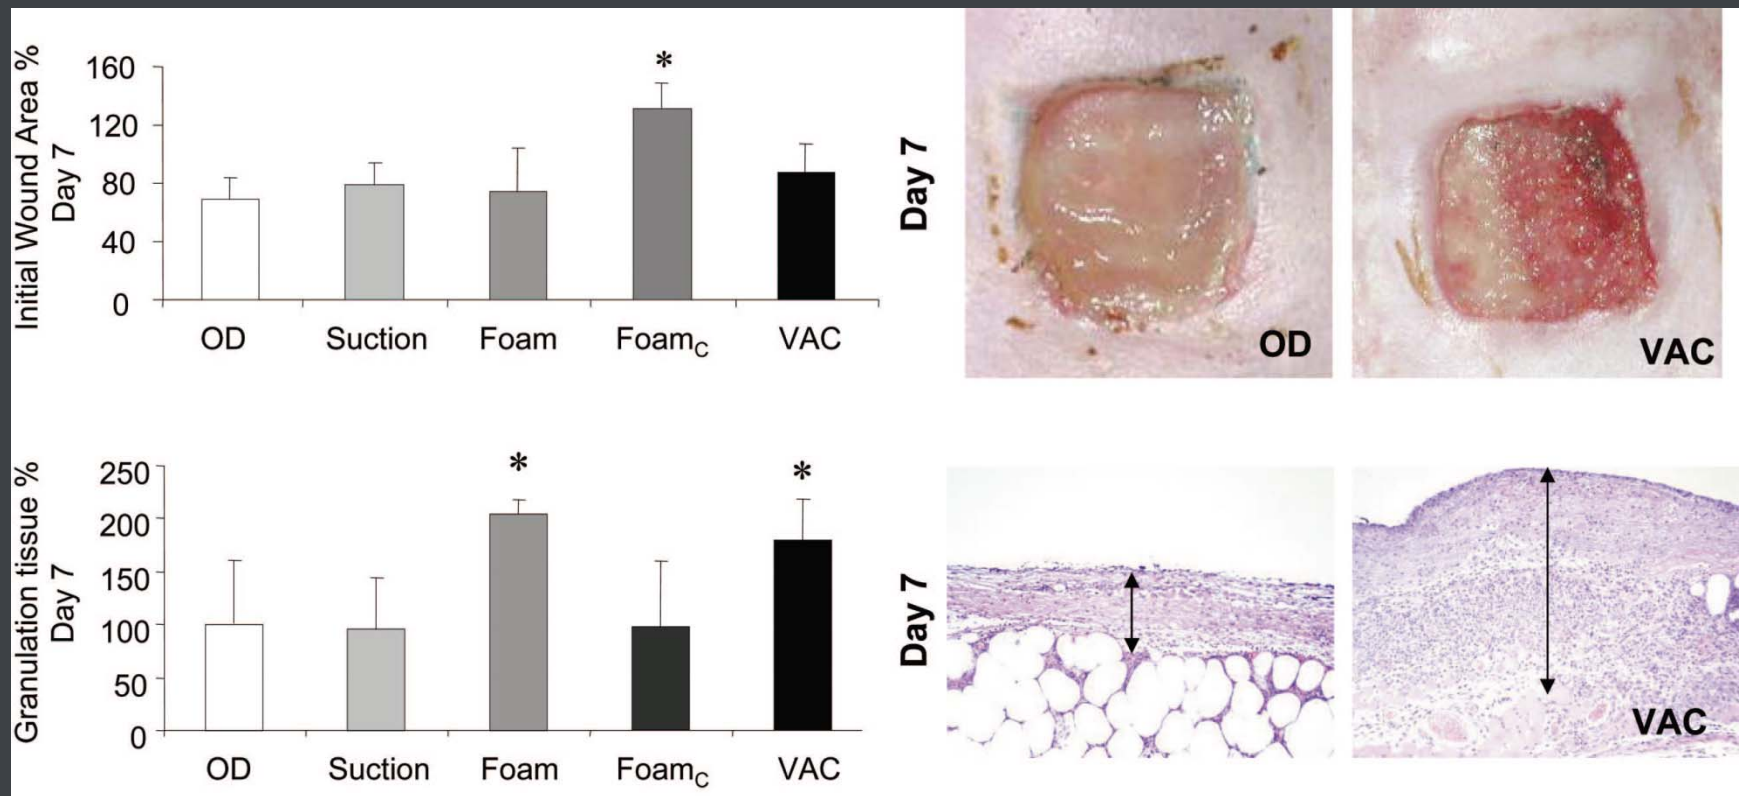 Initial Wound Area %
Day 7
160
120
80
40
0
*
OD
Suction
Foam
FoamC
VAC
Day 7
OD
VAC
Granulation tissue %
Day 7
250
200
150
100
50
0
*
*
OD
Suction
Foam
FoamC
VAC
Day 7
VAC